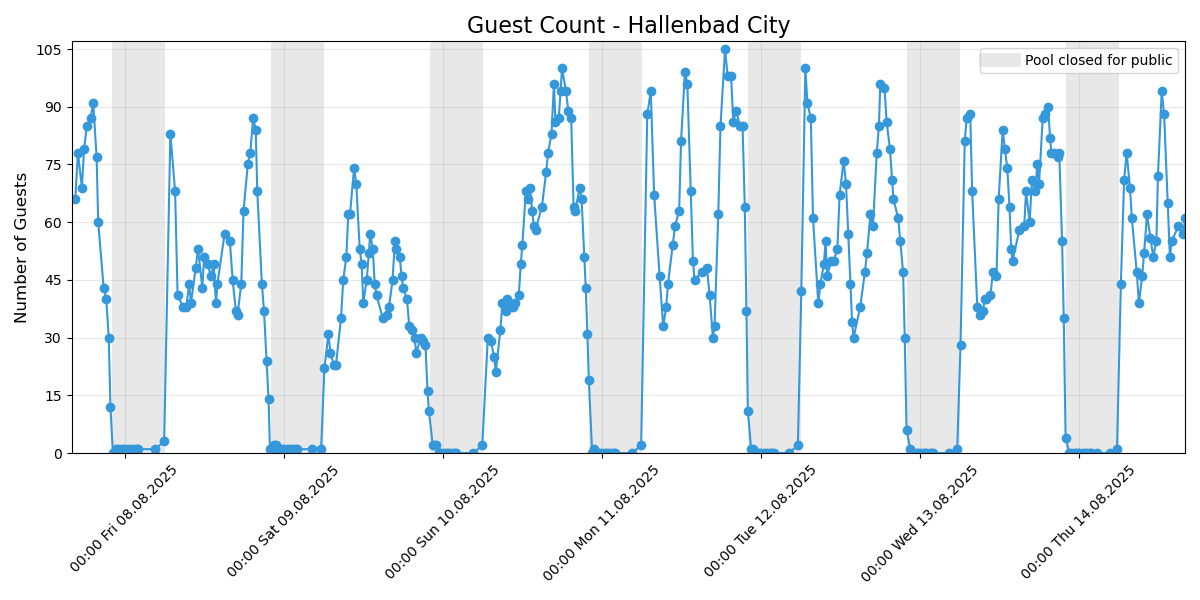 Guest Count - Hallenbad City
Pool closed for public
Number of Guests
105
90
75
60
45
30
15
0
00:00 Fri 08.08.2025
00:00 Sat 09.08.2025
00:00 Sun 10.08.2025
00:00 Mon 11.08.2025
00:00 Tue 12.08.2025
00:00 Wed 13.08.2025
00:00 Thu 14.08.2025